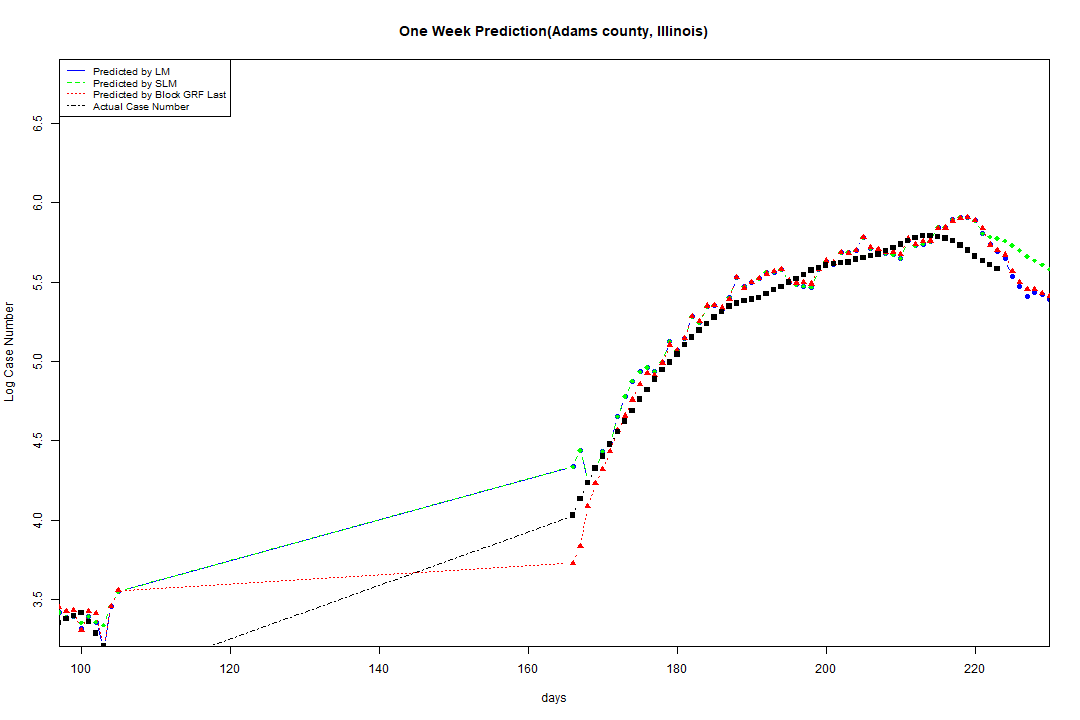 One Week Prediction(Adams county, Illinois)
Predicted by LM
Predicted by SLM
Predicted by Block GRF Last
Actual Case Number
Log Case Number
6.5
6.0
5.5
5.0
4.5
4.0
3.5
100 120 140 160 180 200 220
days